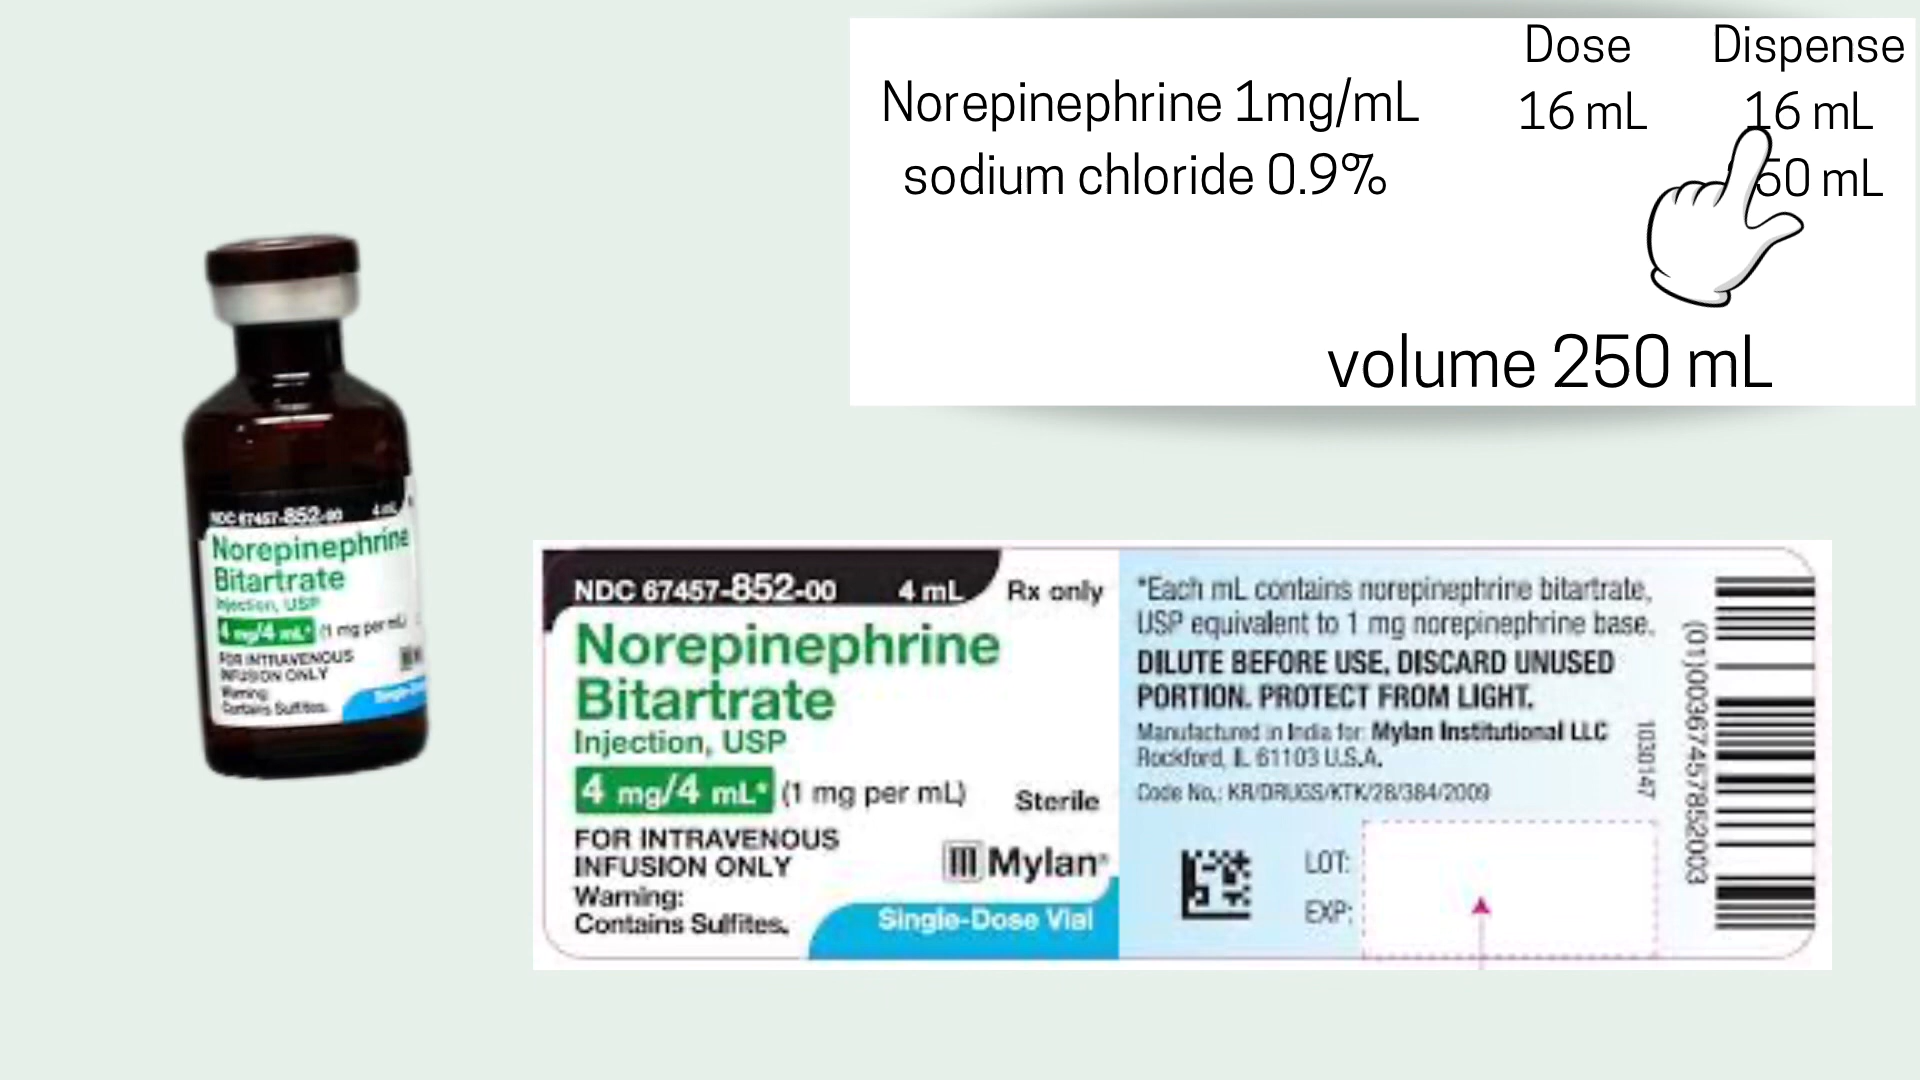 Dose Dispense
Norepinephrine 1mg/mL 16 mL 16 mL
sodium chloride 0.9% 50 mL
volume 250 mL
NDC 67457-852-00 4 mL
Norepinephrine
Bitartrate
Injection, USP
4 mg/4 mL* (1 mg per mL)
FOR INTRAVENOUS
INFUSION ONLY
Warning:
Contains Sulfites.
NDC 67457-852-00 4 mL Rx only
Norepinephrine
Bitartrate
Injection, USP
4 mg/4 mL* (1 mg per mL) Sterile
FOR INTRAVENOUS
INFUSION ONLY
Mylan®
Warning:
Contains Sulfites.
Single-Dose Vial
*Each mL contains norepinephrine bitartrate,
USP equivalent to 1 mg norepinephrine base.
DILUTE BEFORE USE, DISCARD UNUSED
PORTION. PROTECT FROM LIGHT.
Manufactured in India for: Mylan Institutional LLC
Rockford, IL 61103 U.S.A.
Code No.: KR/DRUGS/KTK/28/384/2009
LOT:
EXP:
1030147
(01)00367457852003